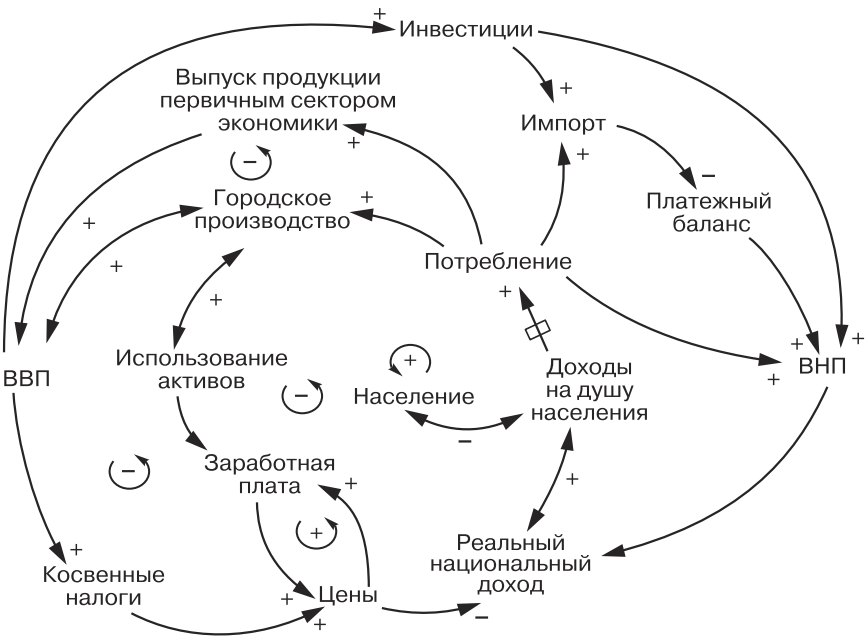 +
Инвестиции
Выпуск продукции
первичным сектором
экономики
+
+
Импорт
+
−
−
Городское
производство
+
Платежный
баланс
+
+
Потребление
+
+
Использование
активов
+
Доходы
на душу
населения
+
+
+
ВНП
ВВП
−
Население
−
−
Заработная
плата
+
+
+
Реальный
национальный
доход
+
Косвенные
налоги
+
Цены
+
−